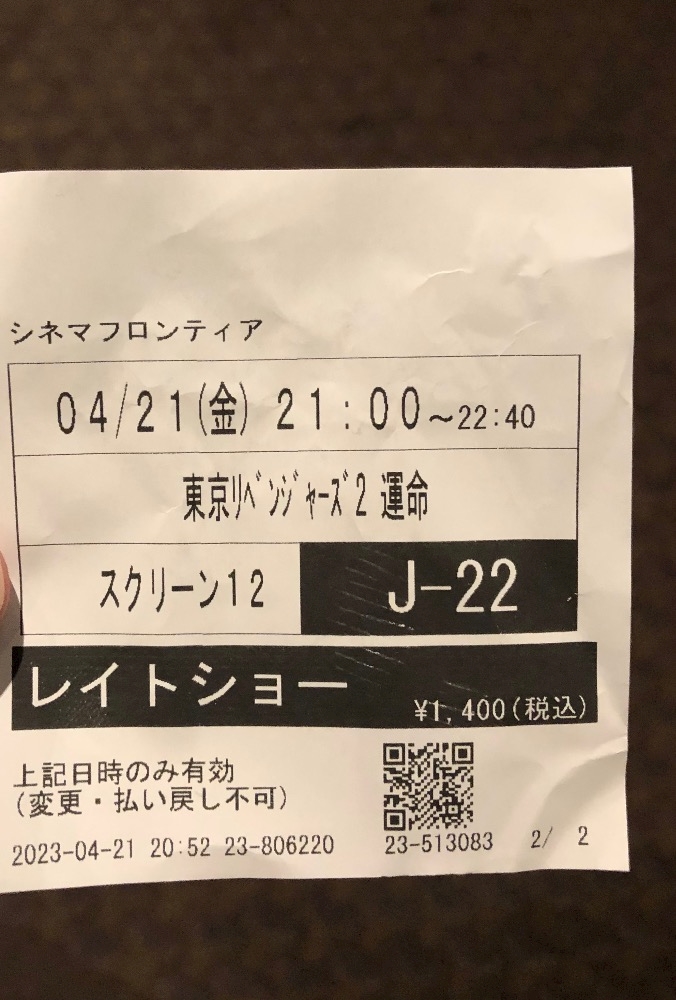 シネマフロンティア
04/21(金) 21:00～22:40
東京ﾘﾍﾞﾝｼﾞｬｰｽﾞ2 運命
スクリーン12 J-22
レイトショー ¥1,400(税込)
上記日時のみ有効
(変更・払い戻し不可)
2023-04-21 20:52 23-806220 23-513083 2/ 2